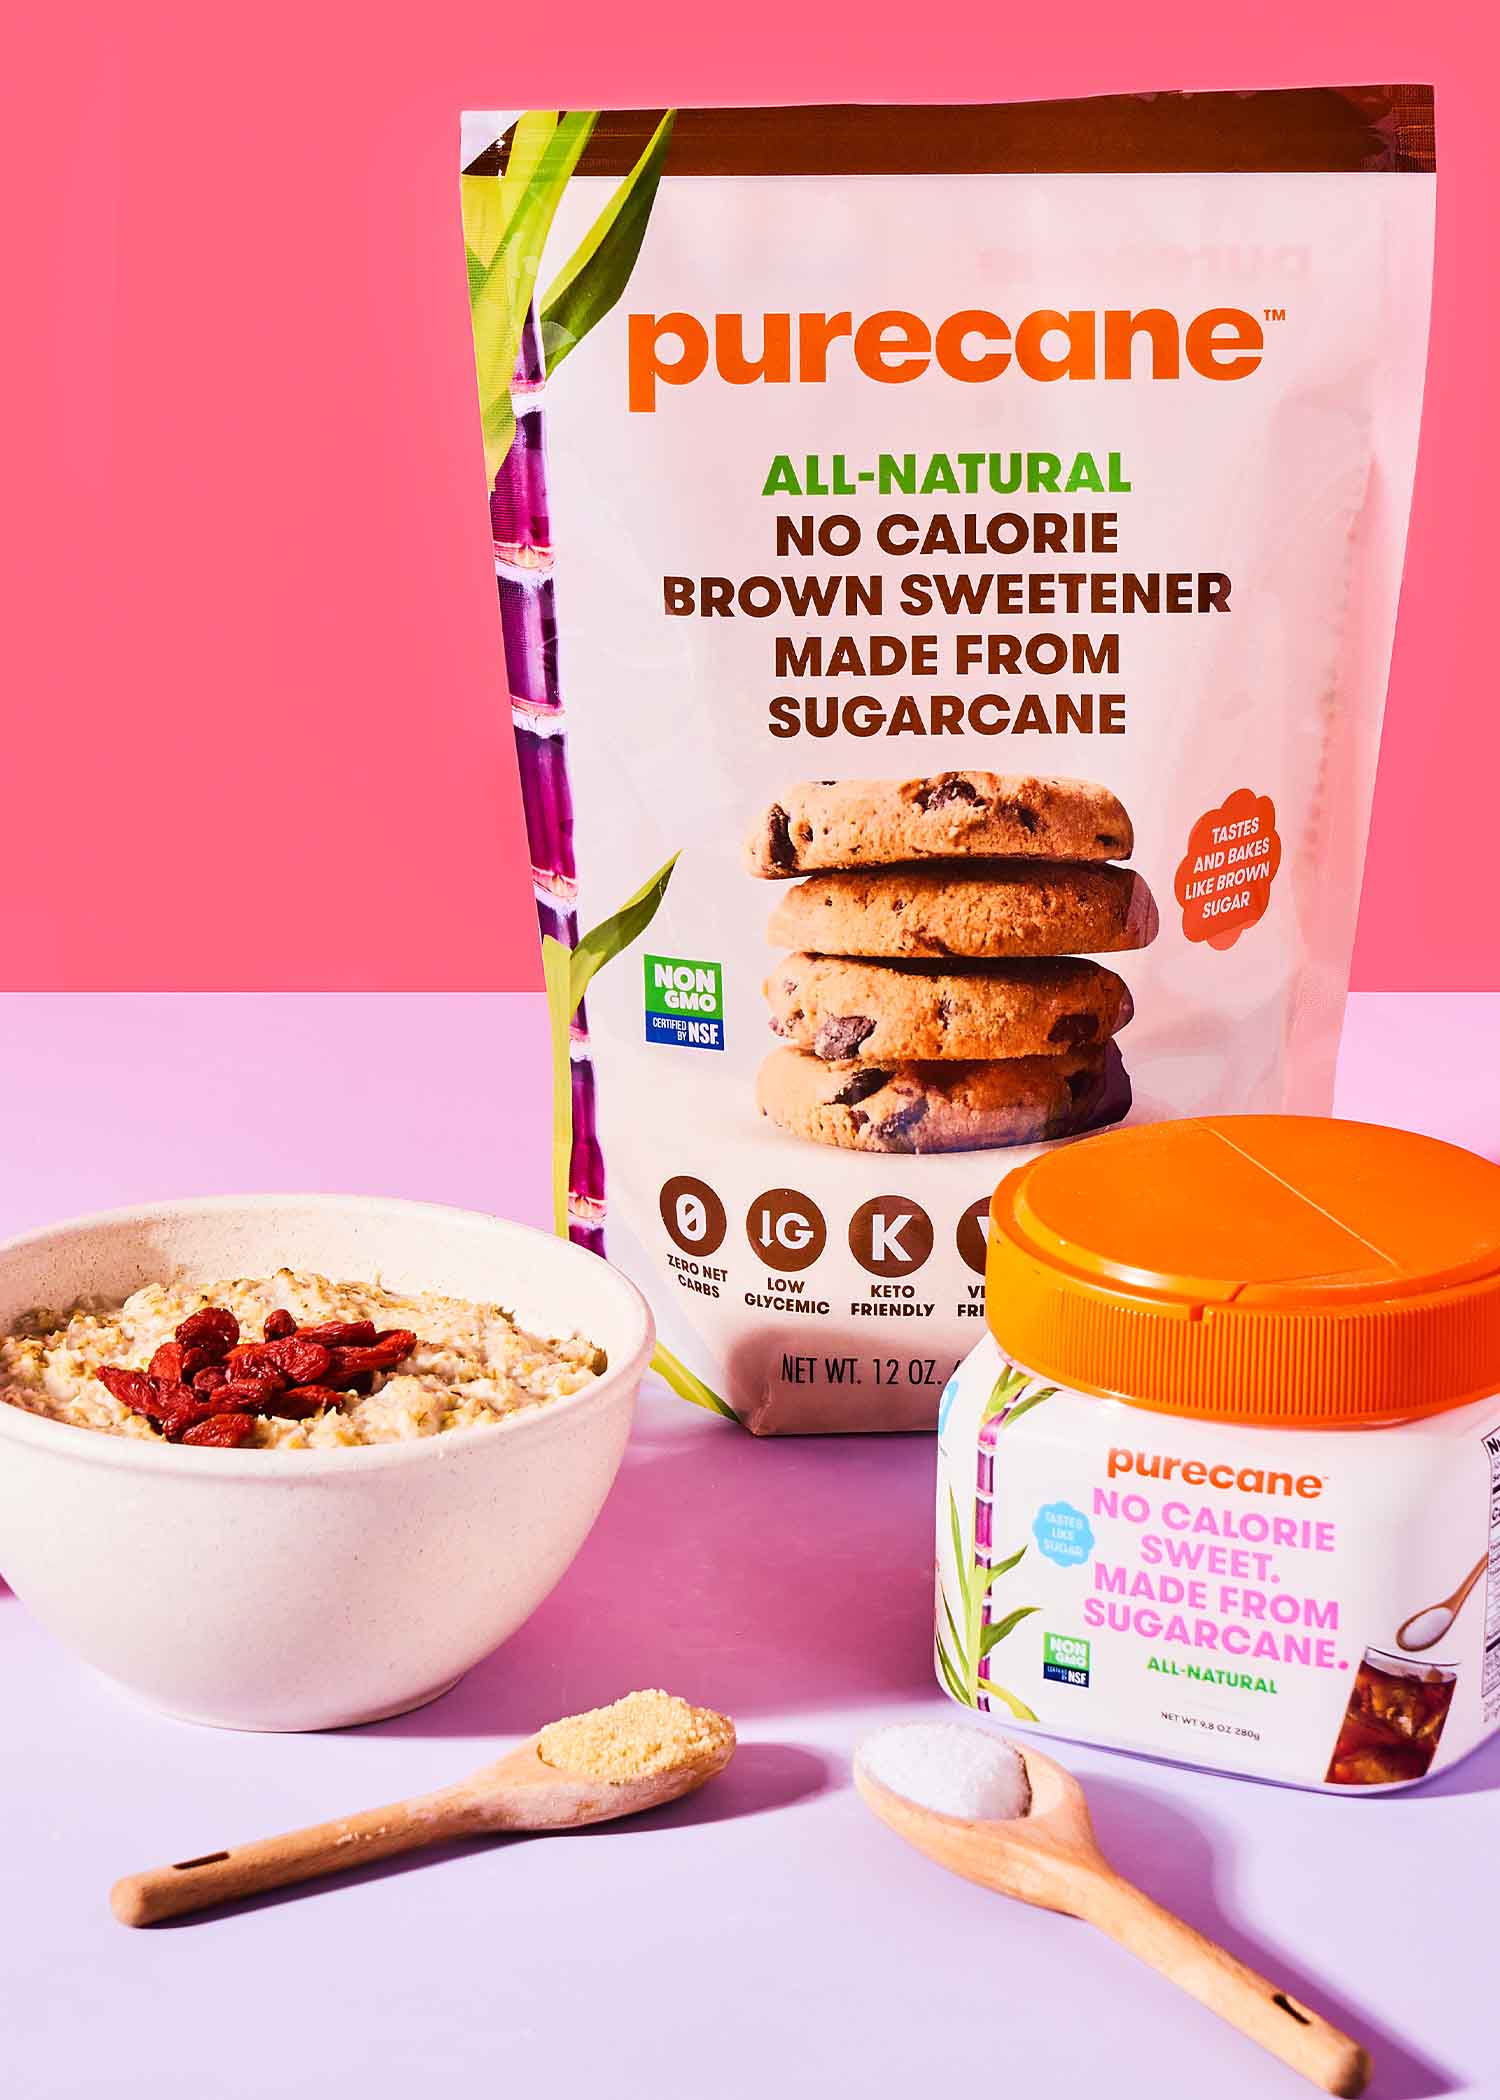 purecane™
ALL-NATURAL
NO CALORIE
BROWN SWEETENER
MADE FROM
SUGARCANE
TASTES
AND BAKES
LIKE BROWN
SUGAR
NON
GMO
CERTIFIED
BY NSF
0
ZERO NET
CARBS
↓G
LOW
GLYCEMIC
K
KETO
FRIENDLY
NET WT. 12 OZ.
purecane
TASTES
LIKE
SUGAR
NO CALORIE
SWEET.
MADE FROM
SUGARCANE.
NON
GMO
NSF
ALL-NATURAL
NET WT 9.8 OZ 280g